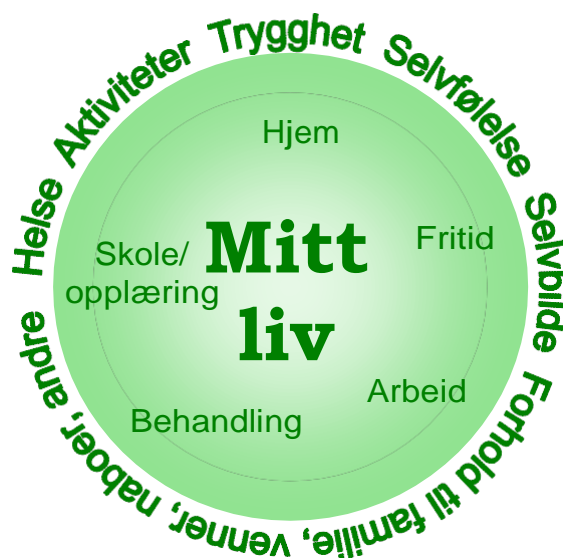 Helse Aktiviteter Trygghet Selvfølelse Selvbilde Forhold til familie, venner, naboer, andre
Hjem
Fritid
Skole/
opplæring
Mitt
liv
Arbeid
Behandling